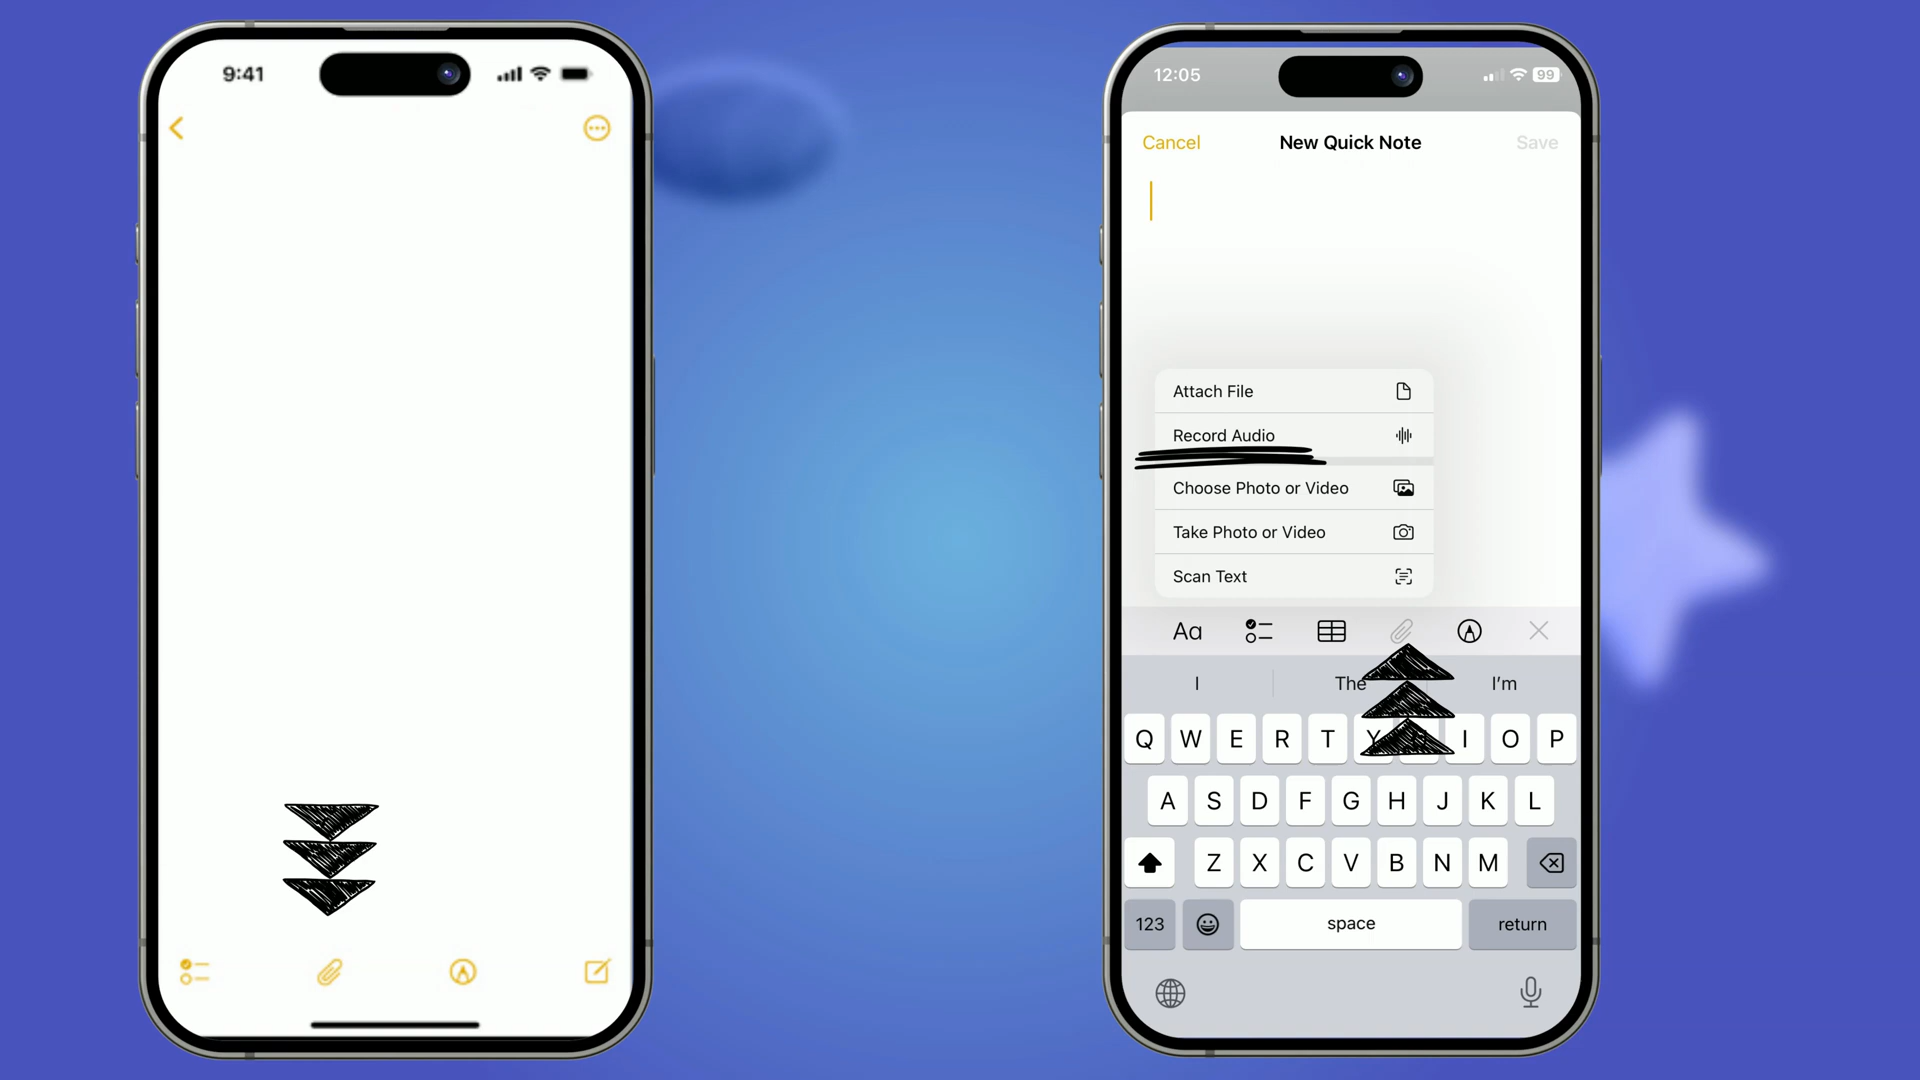 9:41
12:05
99
Cancel New Quick Note Save
Attach File
Record Audio
Choose Photo or Video
Take Photo or Video
Scan Text
Aa
I The I'm
Q W E R T Y I O P
A S D F G H J K L
Z X C V B N M
123 space return